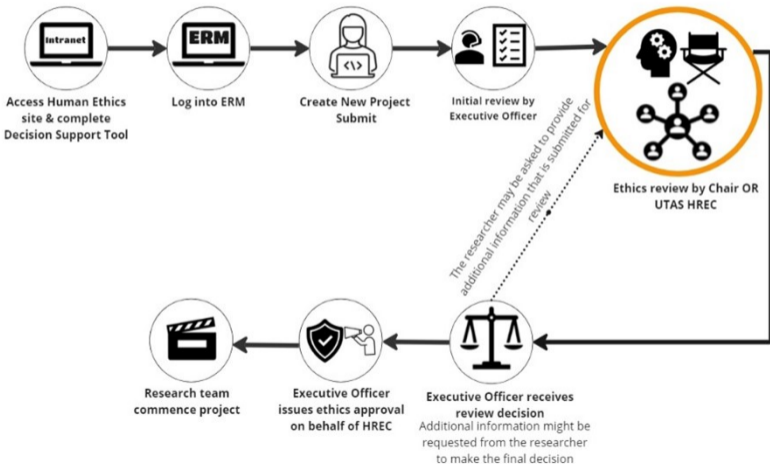 Intranet
ERM
Access Human Ethics
site & complete
Decision Support Tool
Log into ERM
Create New Project
Submit
Initial review by
Executive Officer
Ethics review by Chair OR
UTAS HREC
The researcher may be asked to provide
additional information that is submitted for
review
Research team
commence project
Executive Officer
issues ethics approval
on behalf of HREC
Executive Officer receives
review decision
Additional information might be
requested from the researcher
to make the final decision